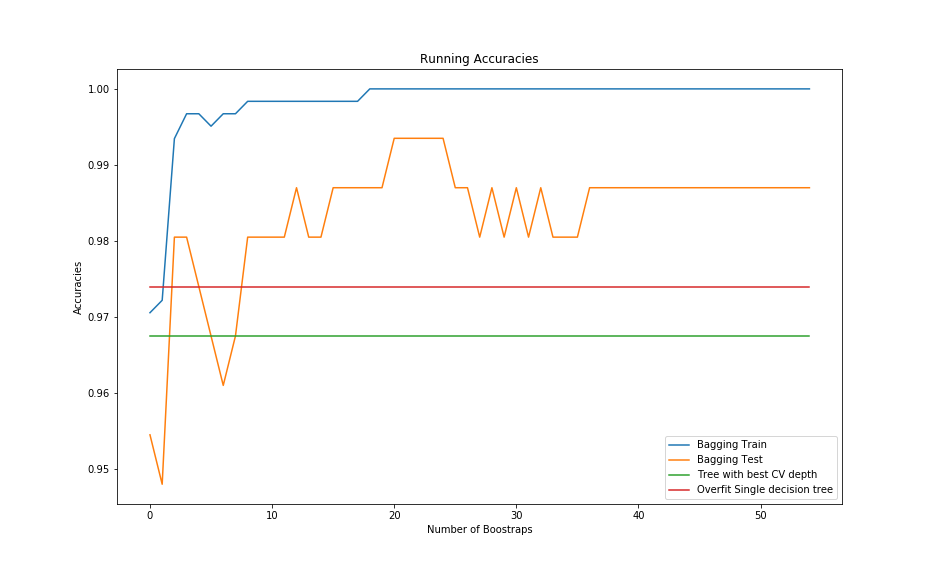 Running Accuracies
1.00
0.99
0.98
0.97
0.96
0.95
Accuracies
0 10 20 30 40 50
Number of Boostraps
Bagging Train
Bagging Test
Tree with best CV depth
Overfit Single decision tree